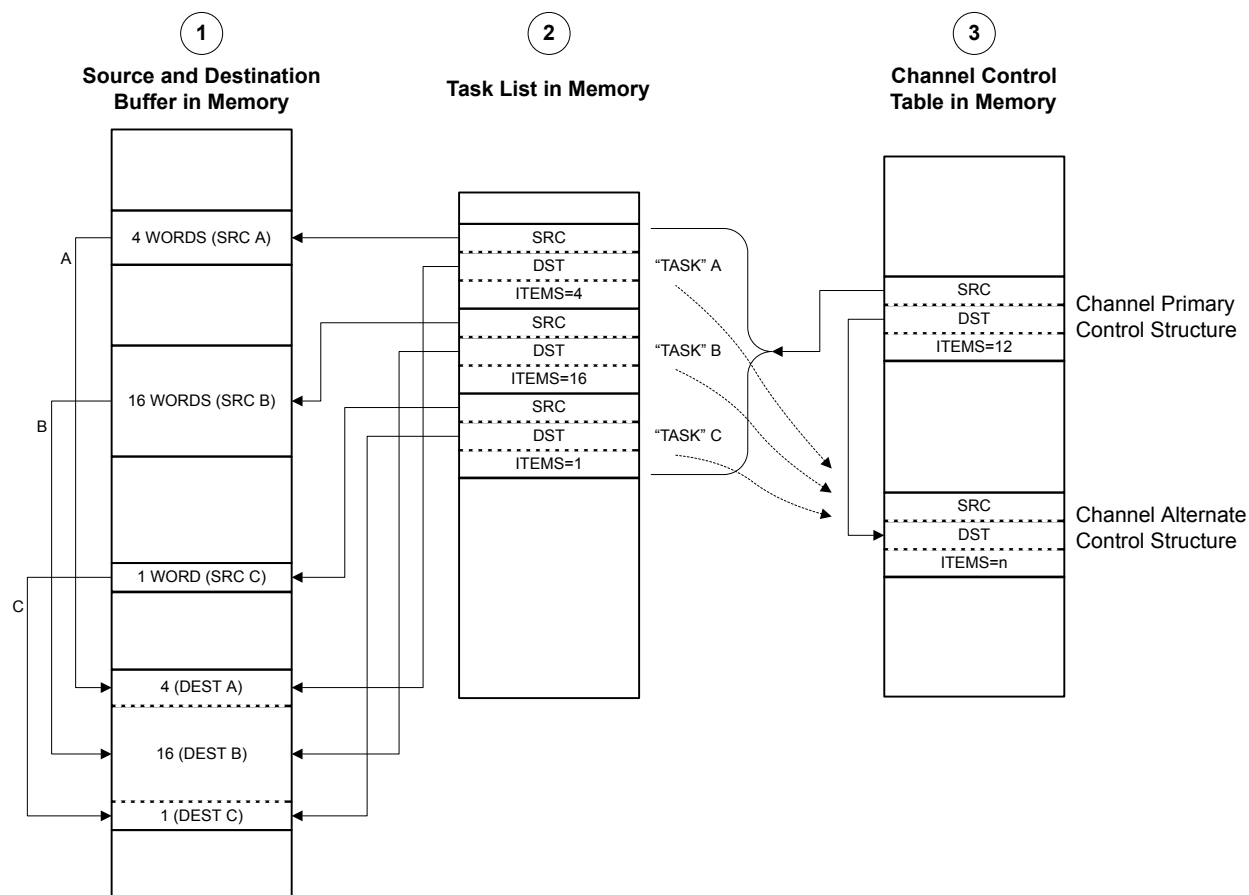 1
Source and Destination
Buffer in Memory
4 WORDS (SRC A)
A
16 WORDS (SRC B)
B
1 WORD (SRC C)
C
4 (DEST A)
16 (DEST B)
1 (DEST C)
2
Task List in Memory
SRC
DST
ITEMS=4
"TASK" A
SRC
DST
ITEMS=16
"TASK" B
SRC
DST
ITEMS=1
"TASK" C
3
Channel Control
Table in Memory
SRC
DST
ITEMS=12
Channel Primary
Control Structure
SRC
DST
ITEMS=n
Channel Alternate
Control Structure